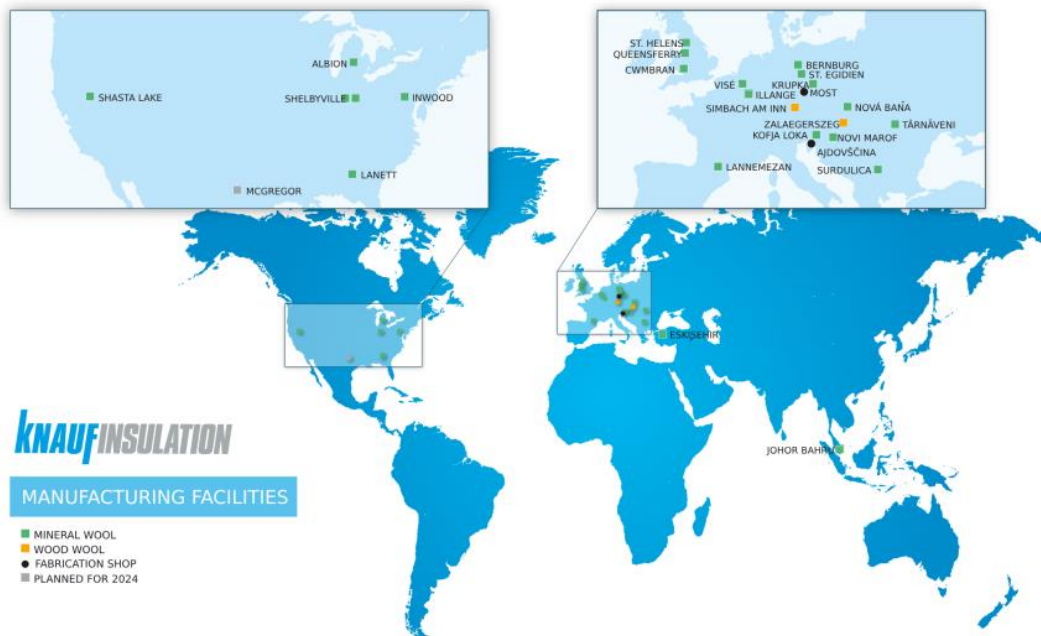 ALBION
SHASTA LAKE
SHELBYVILLE
INWOOD
LANETT
MCGREGOR
ST. HELENS
QUEENSFERRY
CWMBRAN
BERNBURG
ST. EGIDIEN
VISÉ
KRUPKA
ILLANGE
MOST
SIMBACH AM INN
NOVÁ BAŇA
ZALAEGERSZEG
TÂRNĂVENI
KOFJA LOKA
NOVI MAROF
AJDOVŠČINA
LANNEMEZAN
SURDULICA
ESKIŞEHIR
JOHOR BAHRU
KNAUFINSULATION
MANUFACTURING FACILITIES
MINERAL WOOL
WOOD WOOL
FABRICATION SHOP
PLANNED FOR 2024